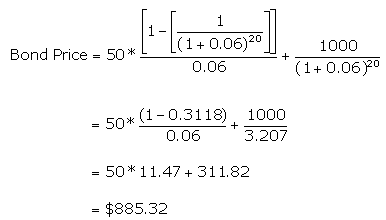 Bond Price = 50* [1-[1/(1+0.06)^20]]/0.06 + 1000/(1+0.06)^20
= 50* (1-0.3118)/0.06 + 1000/3.207
= 50*11.47+311.82
= $885.32